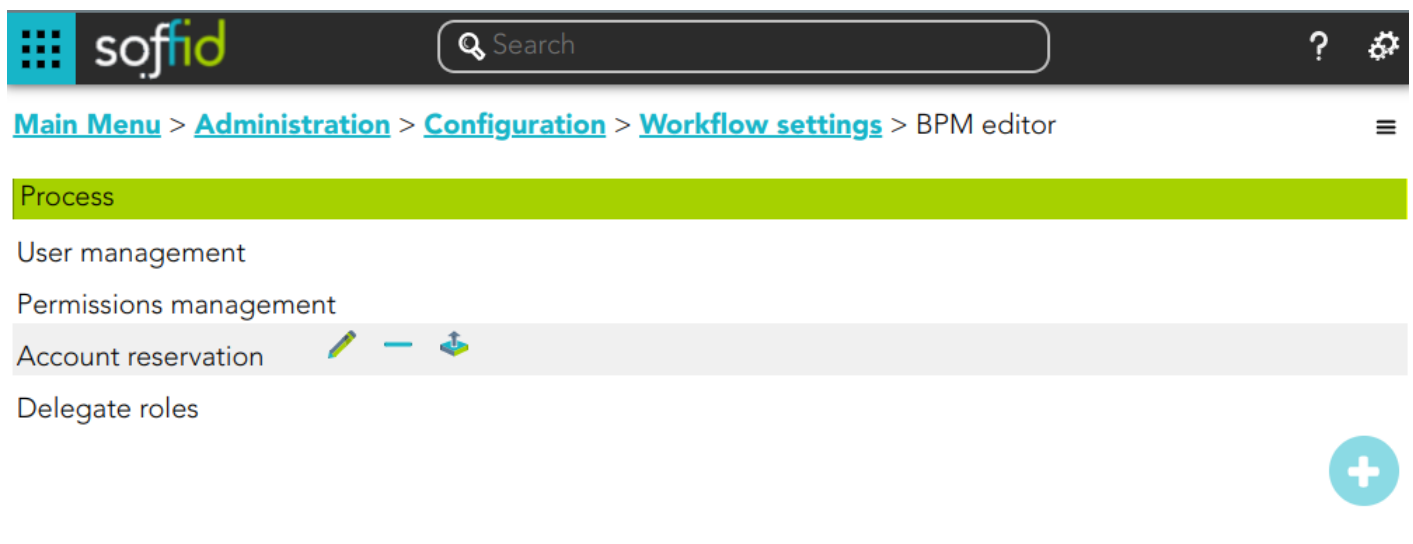 soffid Search ?
Main Menu > Administration > Configuration > Workflow settings > BPM editor
Process
User management
Permissions management
Account reservation
Delegate roles